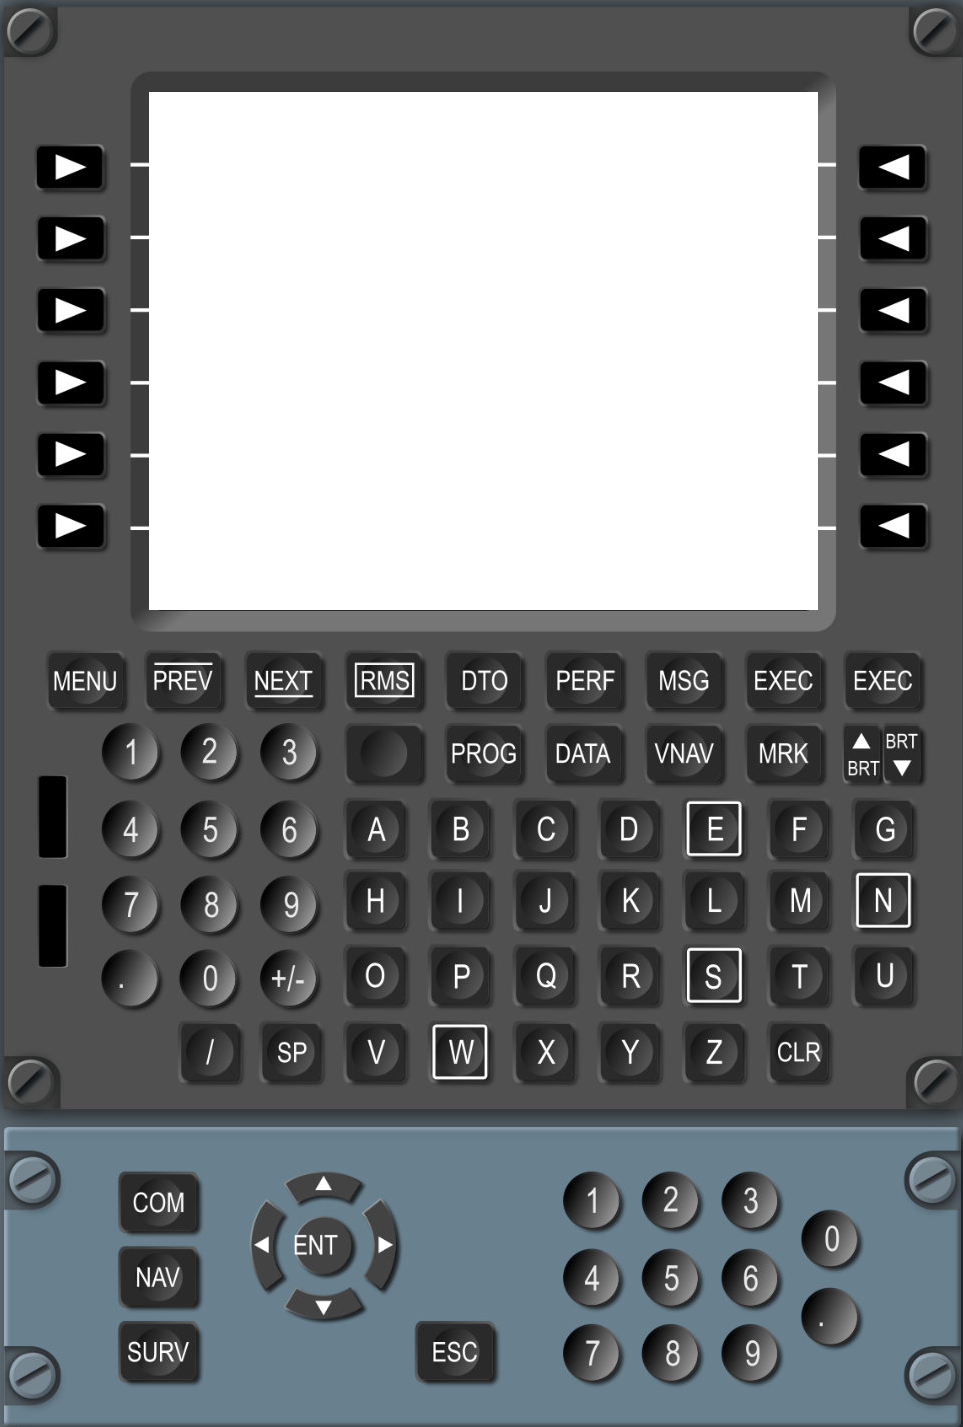 MENU PREV NEXT RMS DTO PERF MSG EXEC EXEC
1 2 3 PROG DATA VNAV MRK BRT BRT
4 5 6 A B C D E F G
7 8 9 H I J K L M N
. 0 +/- O P Q R S T U
/ SP V W X Y Z CLR
COM 1 2 3
ENT 0
NAV 4 5 6
.
SURV ESC 7 8 9